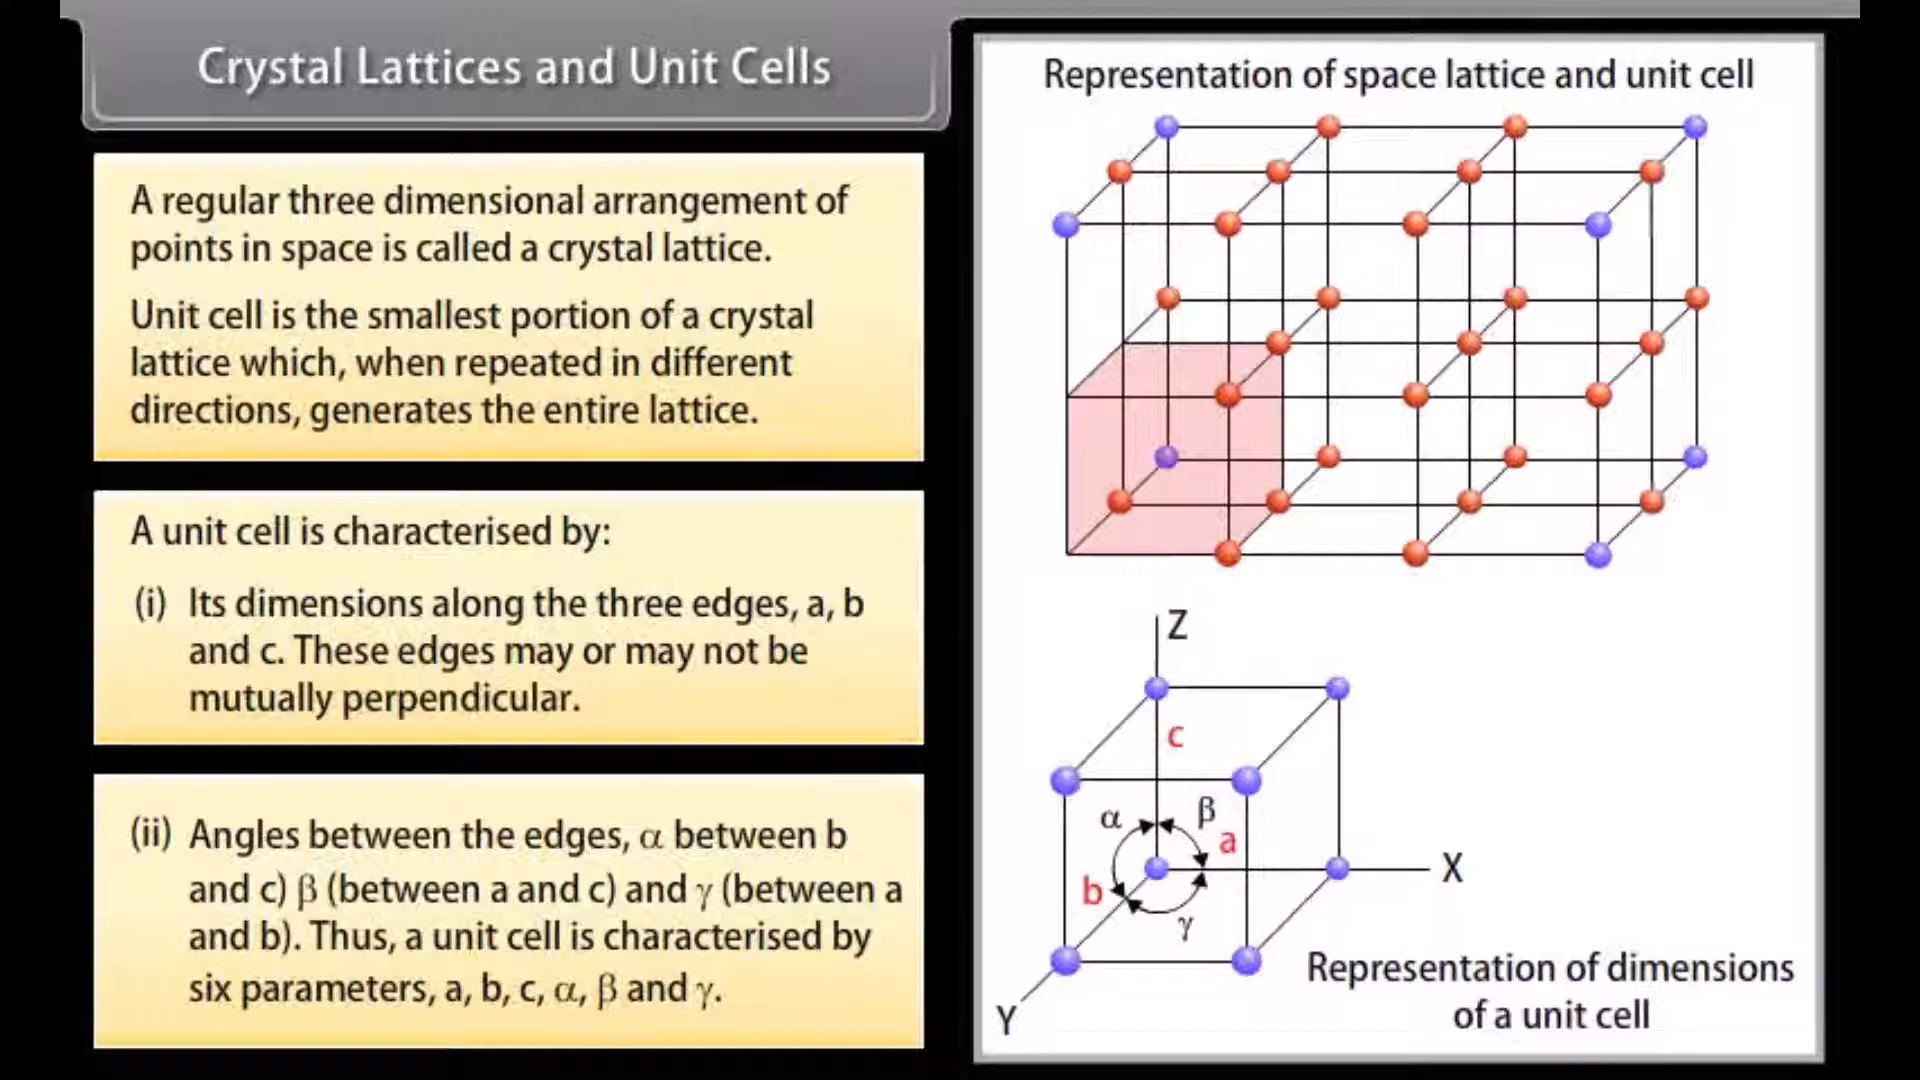 Crystal Lattices and Unit Cells
A regular three dimensional arrangement of
points in space is called a crystal lattice.
Unit cell is the smallest portion of a crystal
lattice which, when repeated in different
directions, generates the entire lattice.
A unit cell is characterised by:
(i) Its dimensions along the three edges, a, b
and c. These edges may or may not be
mutually perpendicular.
(ii) Angles between the edges, α between b
and c) β (between a and c) and γ (between a
and b). Thus, a unit cell is characterised by
six parameters, a, b, c, α, β and γ.
Representation of space lattice and unit cell
Z
c
α
β
a
b
X
γ
Y
Representation of dimensions
of a unit cell